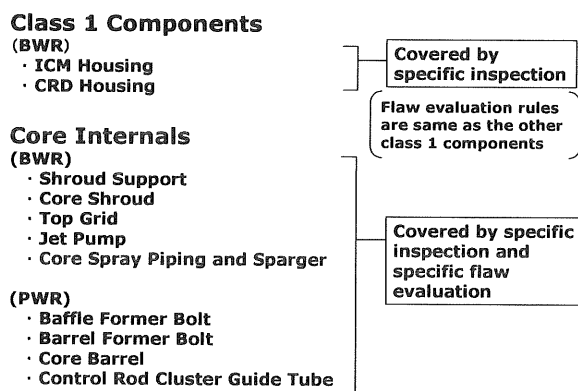 Class 1 Components
(BWR)
· ICM Housing
· CRD Housing
Covered by
specific inspection
Flaw evaluation rules
are same as the other
class 1 components
Core Internals
(BWR)
· Shroud Support
· Core Shroud
· Top Grid
· Jet Pump
· Core Spray Piping and Sparger
Covered by specific
inspection and
specific flaw
evaluation
(PWR)
· Baffle Former Bolt
· Barrel Former Bolt
· Core Barrel
· Control Rod Cluster Guide Tube